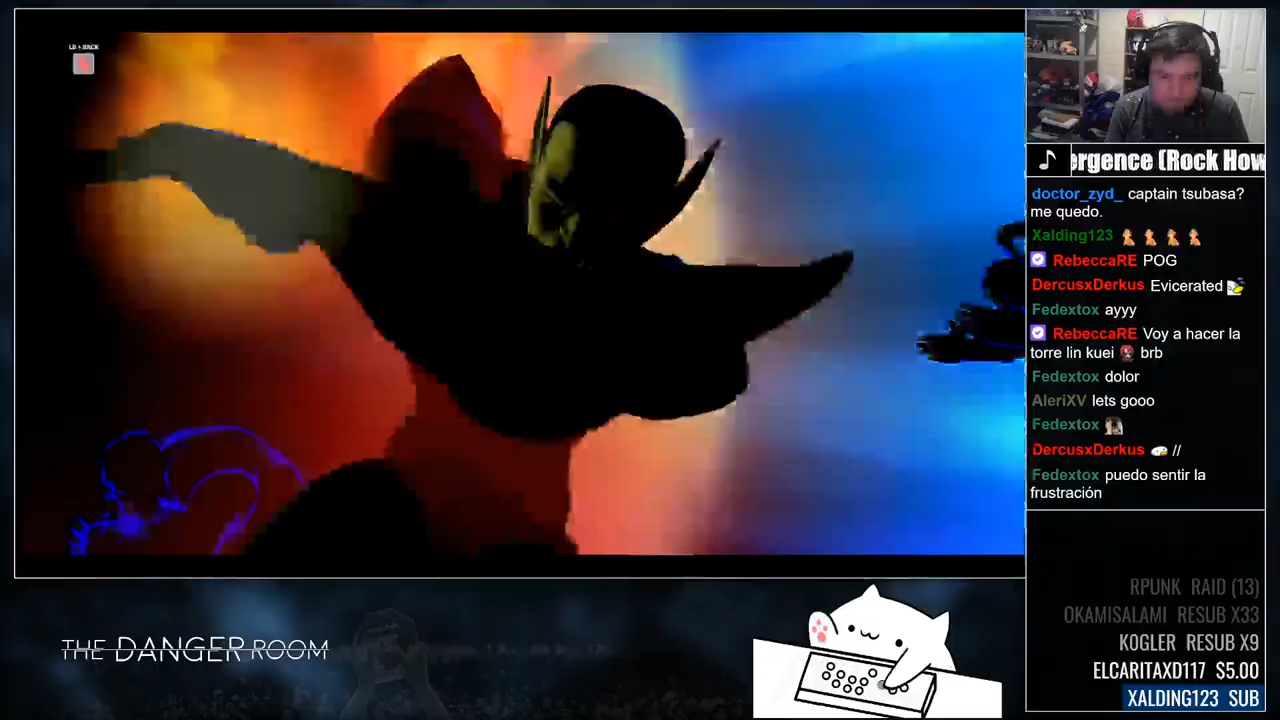 LB + BACK
ergence (Rock How
doctor_zyd_ captain tsubasa?
me quedo.
Xalding123
RebeccaRE POG
DercusxDerkus Evicerated
Fedextox ayyy
RebeccaRE Voy a hacer la
torre lin kuei brb
Fedextox dolor
AleriXV lets gooo
Fedextox
DercusxDerkus //
Fedextox puedo sentir la
frustración
RPUNK RAID (13)
OKAMISALAMI RESUB X33
KOGLER RESUB X9
ELCARITAXD117 $5.00
XALDING123 SUB
THE DANGER ROOM